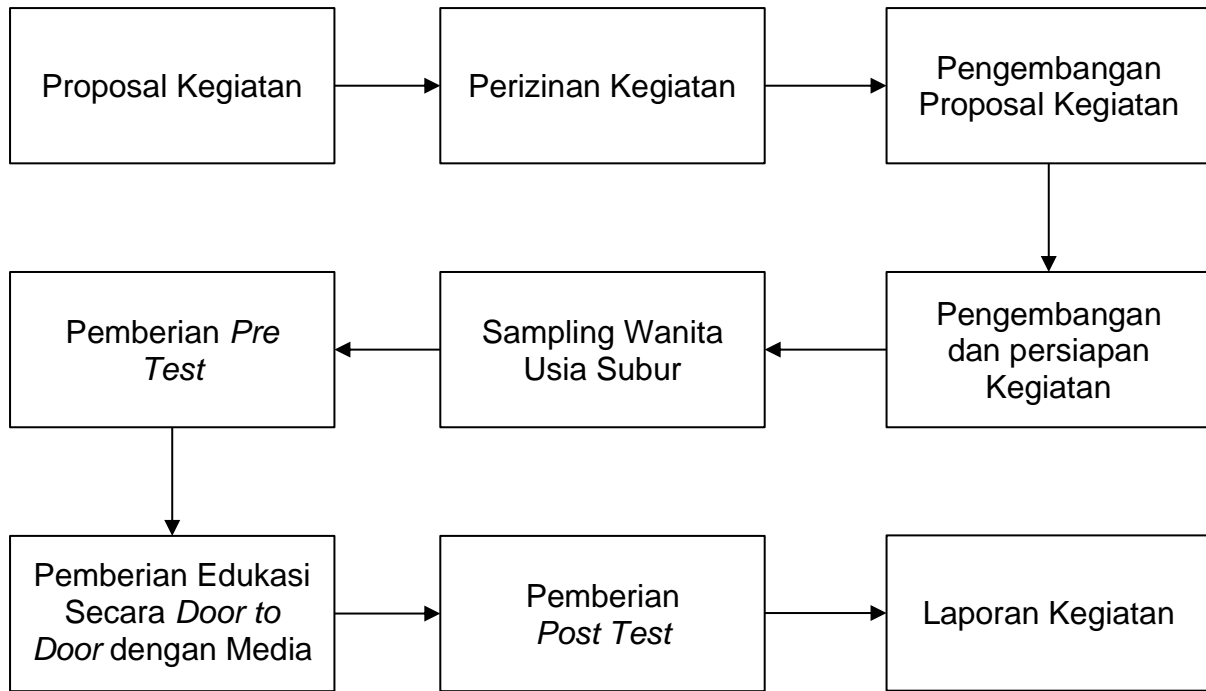 Proposal Kegiatan
Perizinan Kegiatan
Pengembangan
Proposal Kegiatan
Pengembangan
dan persiapan
Kegiatan
Sampling Wanita
Usia Subur
Pemberian Pre
Test
Pemberian Edukasi
Secara Door to
Door dengan Media
Pemberian
Post Test
Laporan Kegiatan